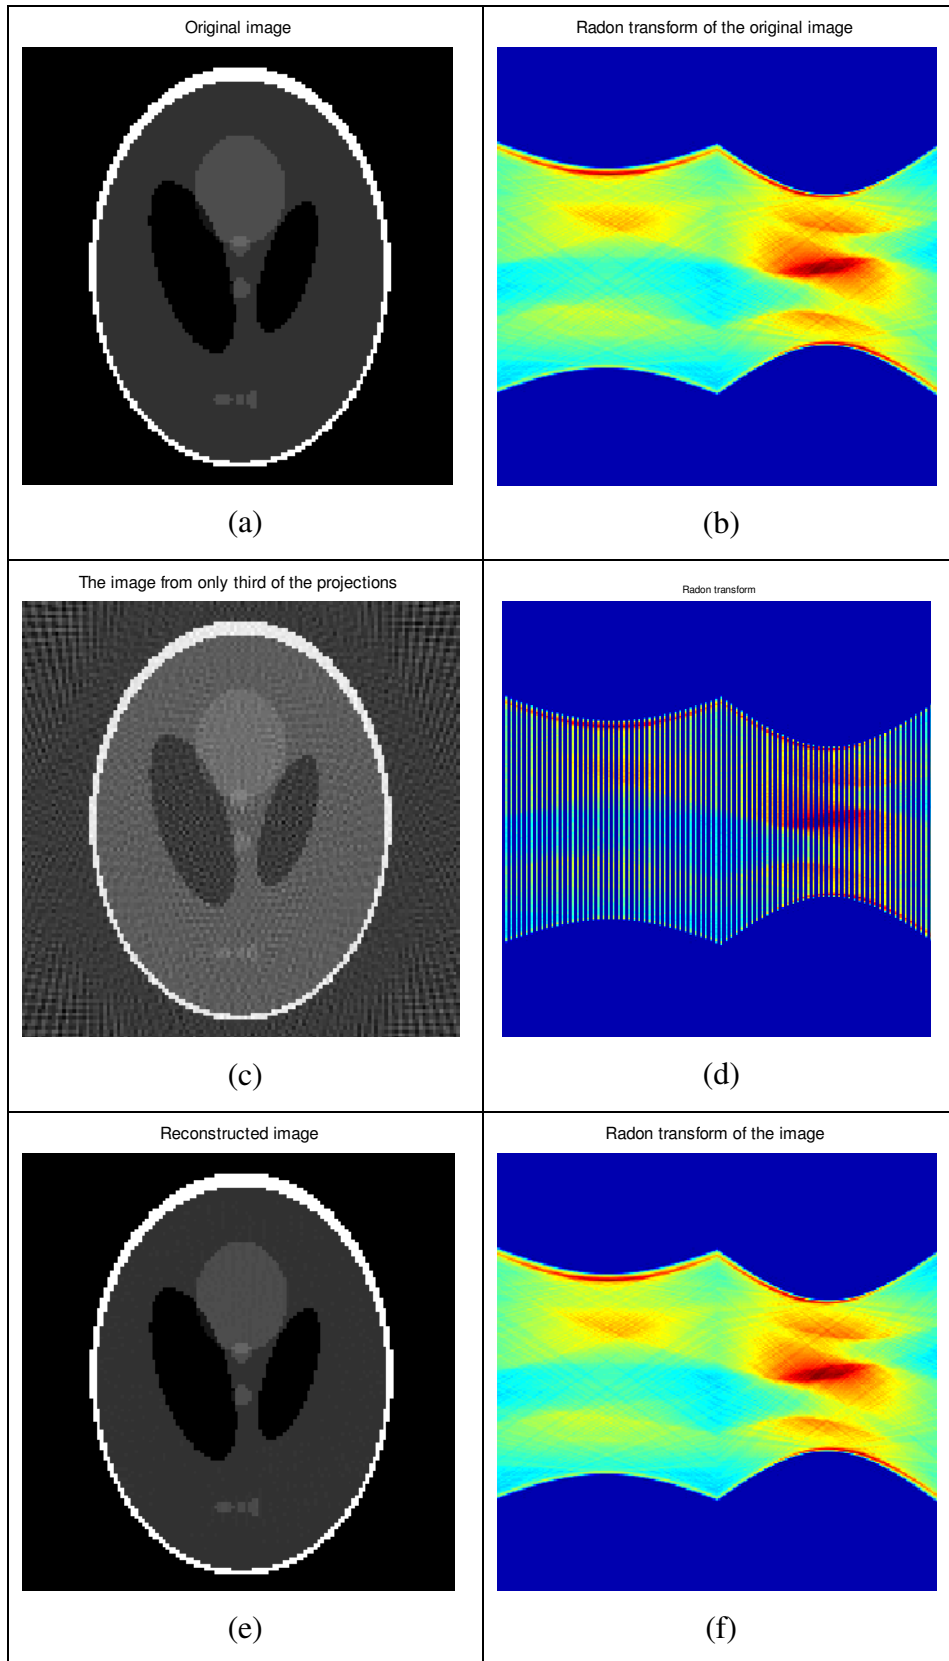 Original image
Radon transform of the original image
(a)
(b)
The image from only third of the projections
Radon transform
(c)
(d)
Reconstructed image
Radon transform of the image
(e)
(f)